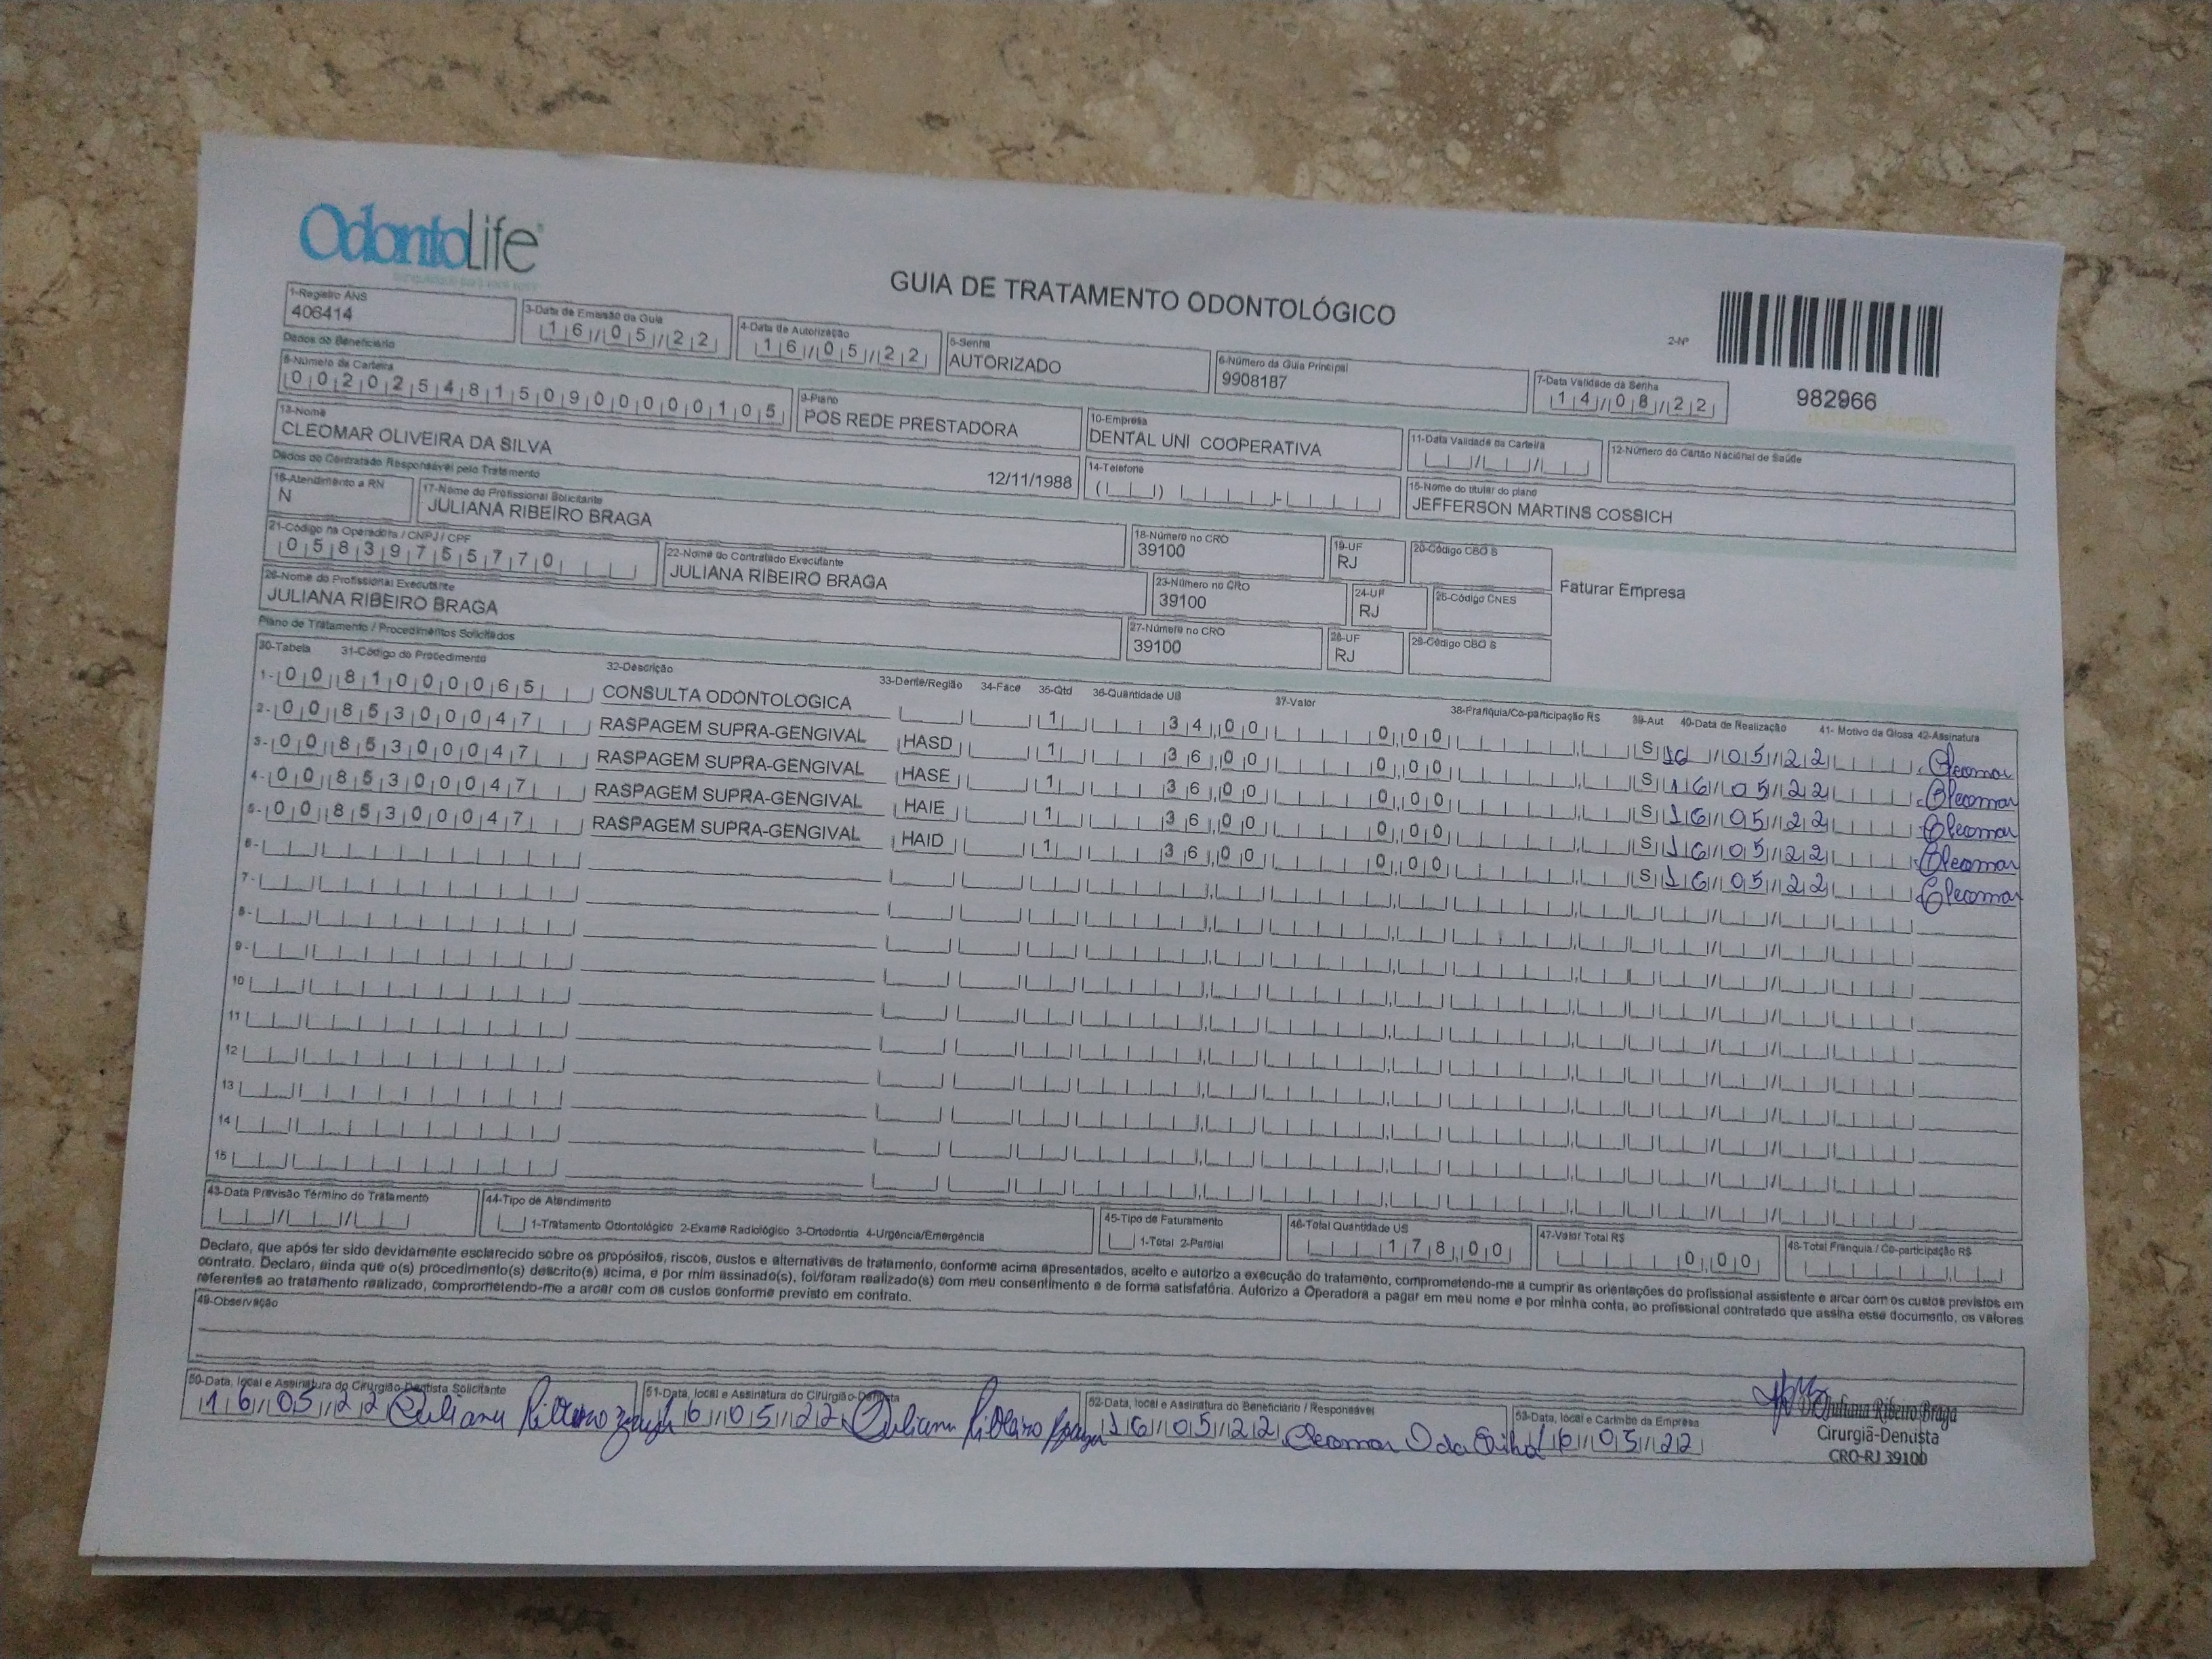 OdontoLife
GUIA DE TRATAMENTO ODONTOLÓGICO
2-Nº
982966
1-Registro ANS
406414
3-Data de Emissão da Guia
16/05/22
4-Data de Autorização
16/05/22
5-Senha
AUTORIZADO
6-Número da Guia Principal
9908187
7-Data Validade da Senha
14/08/22
Dados do Beneficiário
8-Número da Carteira
00202548150900000105
9-Plano
POS REDE PRESTADORA
10-Empresa
DENTAL UNI COOPERATIVA
11-Data Validade da Carteira
12-Número do Cartão Nacional de Saúde
13-Nome
CLEOMAR OLIVEIRA DA SILVA
12/11/1988
14-Telefone
15-Nome do titular do plano
JEFFERSON MARTINS COSSICH
Dados do Contratado Responsável pelo Tratamento
16-Atendimento a RN
N
17-Nome do Profissional Solicitante
JULIANA RIBEIRO BRAGA
18-Número no CRO
39100
19-UF
RJ
20-Código CBO S
Faturar Empresa
21-Código na Operadora / CNPJ / CPF
05839755770
22-Nome do Contratado Executante
JULIANA RIBEIRO BRAGA
23-Número no CRO
39100
24-UF
RJ
25-Código CNES
26-Nome do Profissional Executante
JULIANA RIBEIRO BRAGA
27-Número no CRO
39100
28-UF
RJ
29-Código CBO S
Plano de Tratamento / Procedimentos Solicitados
30-Tabela 31-Código do Procedimento 32-Descrição 33-Dente/Região 34-Face 35-Qtd 36-Quantidade US 37-Valor 38-Franquia/Co-participação R$ 39-Aut 40-Data de Realização 41- Motivo da Glosa 42-Assinatura
1- 00 81000065 CONSULTA ODONTOLOGICA 1 34,00 0,00 S 16/05/22 Cleomar
2- 00 85300047 RASPAGEM SUPRA-GENGIVAL HASD 1 36,00 0,00 S 16/05/22 Cleomar
3- 00 85300047 RASPAGEM SUPRA-GENGIVAL HASE 1 36,00 0,00 S 16/05/22 Cleomar
4- 00 85300047 RASPAGEM SUPRA-GENGIVAL HAIE 1 36,00 0,00 S 16/05/22 Cleomar
5- 00 85300047 RASPAGEM SUPRA-GENGIVAL HAID 1 36,00 0,00 S 16/05/22 Cleomar
6-
7-
8-
9-
10
11
12
13
14
15
43-Data Previsão Término do Tratamento
44-Tipo de Atendimento
1-Tratamento Odontológico 2-Exame Radiológico 3-Ortodontia 4-Urgência/Emergência
45-Tipo de Faturamento
1-Total 2-Parcial
46-Total Quantidade US
178,00
47-Valor Total R$
0,00
48-Total Franquia / Co-participação R$
Declaro, que após ter sido devidamente esclarecido sobre os propósitos, riscos, custos e alternativas de tratamento, conforme acima apresentados, aceito e autorizo a execução do tratamento, comprometendo-me a cumprir as orientações do profissional assistente e arcar com os custos previstos em
contrato. Declaro, ainda que o(s) procedimento(s) descrito(s) acima, e por mim assinado(s), foi/foram realizado(s) com meu consentimento e de forma satisfatória. Autorizo a Operadora a pagar em meu nome e por minha conta, ao profissional contratado que assina esse documento, os valores
referentes ao tratamento realizado, comprometendo-me a arcar com os custos conforme previsto em contrato.
49-Observação
50-Data, local e Assinatura do Cirurgião-Dentista Solicitante
16/05/22 Juliana Ribeiro Braga
51-Data, local e Assinatura do Cirurgião-Dentista
16/05/22 Juliana Ribeiro Braga
52-Data, local e Assinatura do Beneficiário / Responsável
16/05/22 Cleomar O da Silva
53-Data, local e Carimbo da Empresa
16/05/22
Juliana Ribeiro Braga
Cirurgiã-Dentista
CRO-RJ 39100